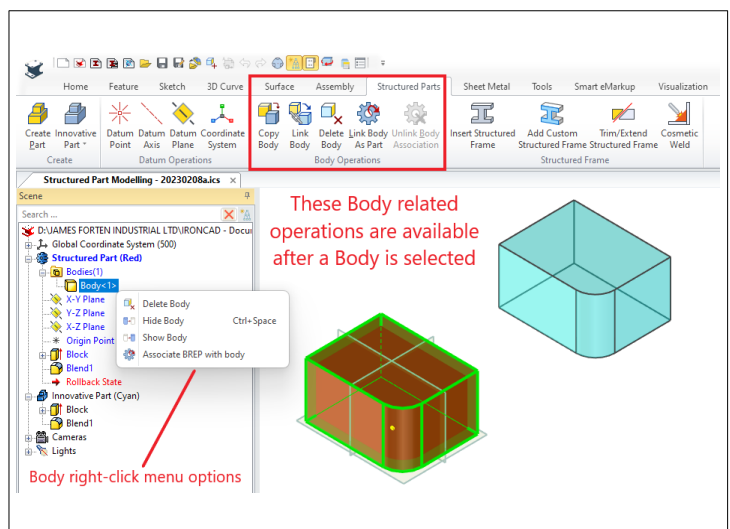 Home Feature Sketch 3D Curve Surface Assembly Structured Parts Sheet Metal Tools Smart eMarkup Visualization
Create Innovative Datum Datum Datum Coordinate Copy Link Delete Link Body Unlink Body Insert Structured Add Custom Trim/Extend Cosmetic
Part Part Point Axis Plane System Body Body Body As Part Association Frame Structured Frame Structured Frame Weld
Create Datum Operations Body Operations Structured Frame
Structured Part Modelling - 20230208a.ics x
Scene
Search ...
D:\JAMES FORTEN INDUSTRIAL LTD\IRONCAD - Docu
Global Coordinate System (500)
Structured Part (Red)
Bodies(1)
Body<1>
X-Y Plane
Y-Z Plane
X-Z Plane
Origin Point
Block
Blend1
Rollback State
Innovative Part (Cyan)
Block
Blend1
Cameras
Lights
Delete Body
Hide Body Ctrl+Space
Show Body
Associate BREP with body
These Body related
operations are available
after a Body is selected
Body right-click menu options